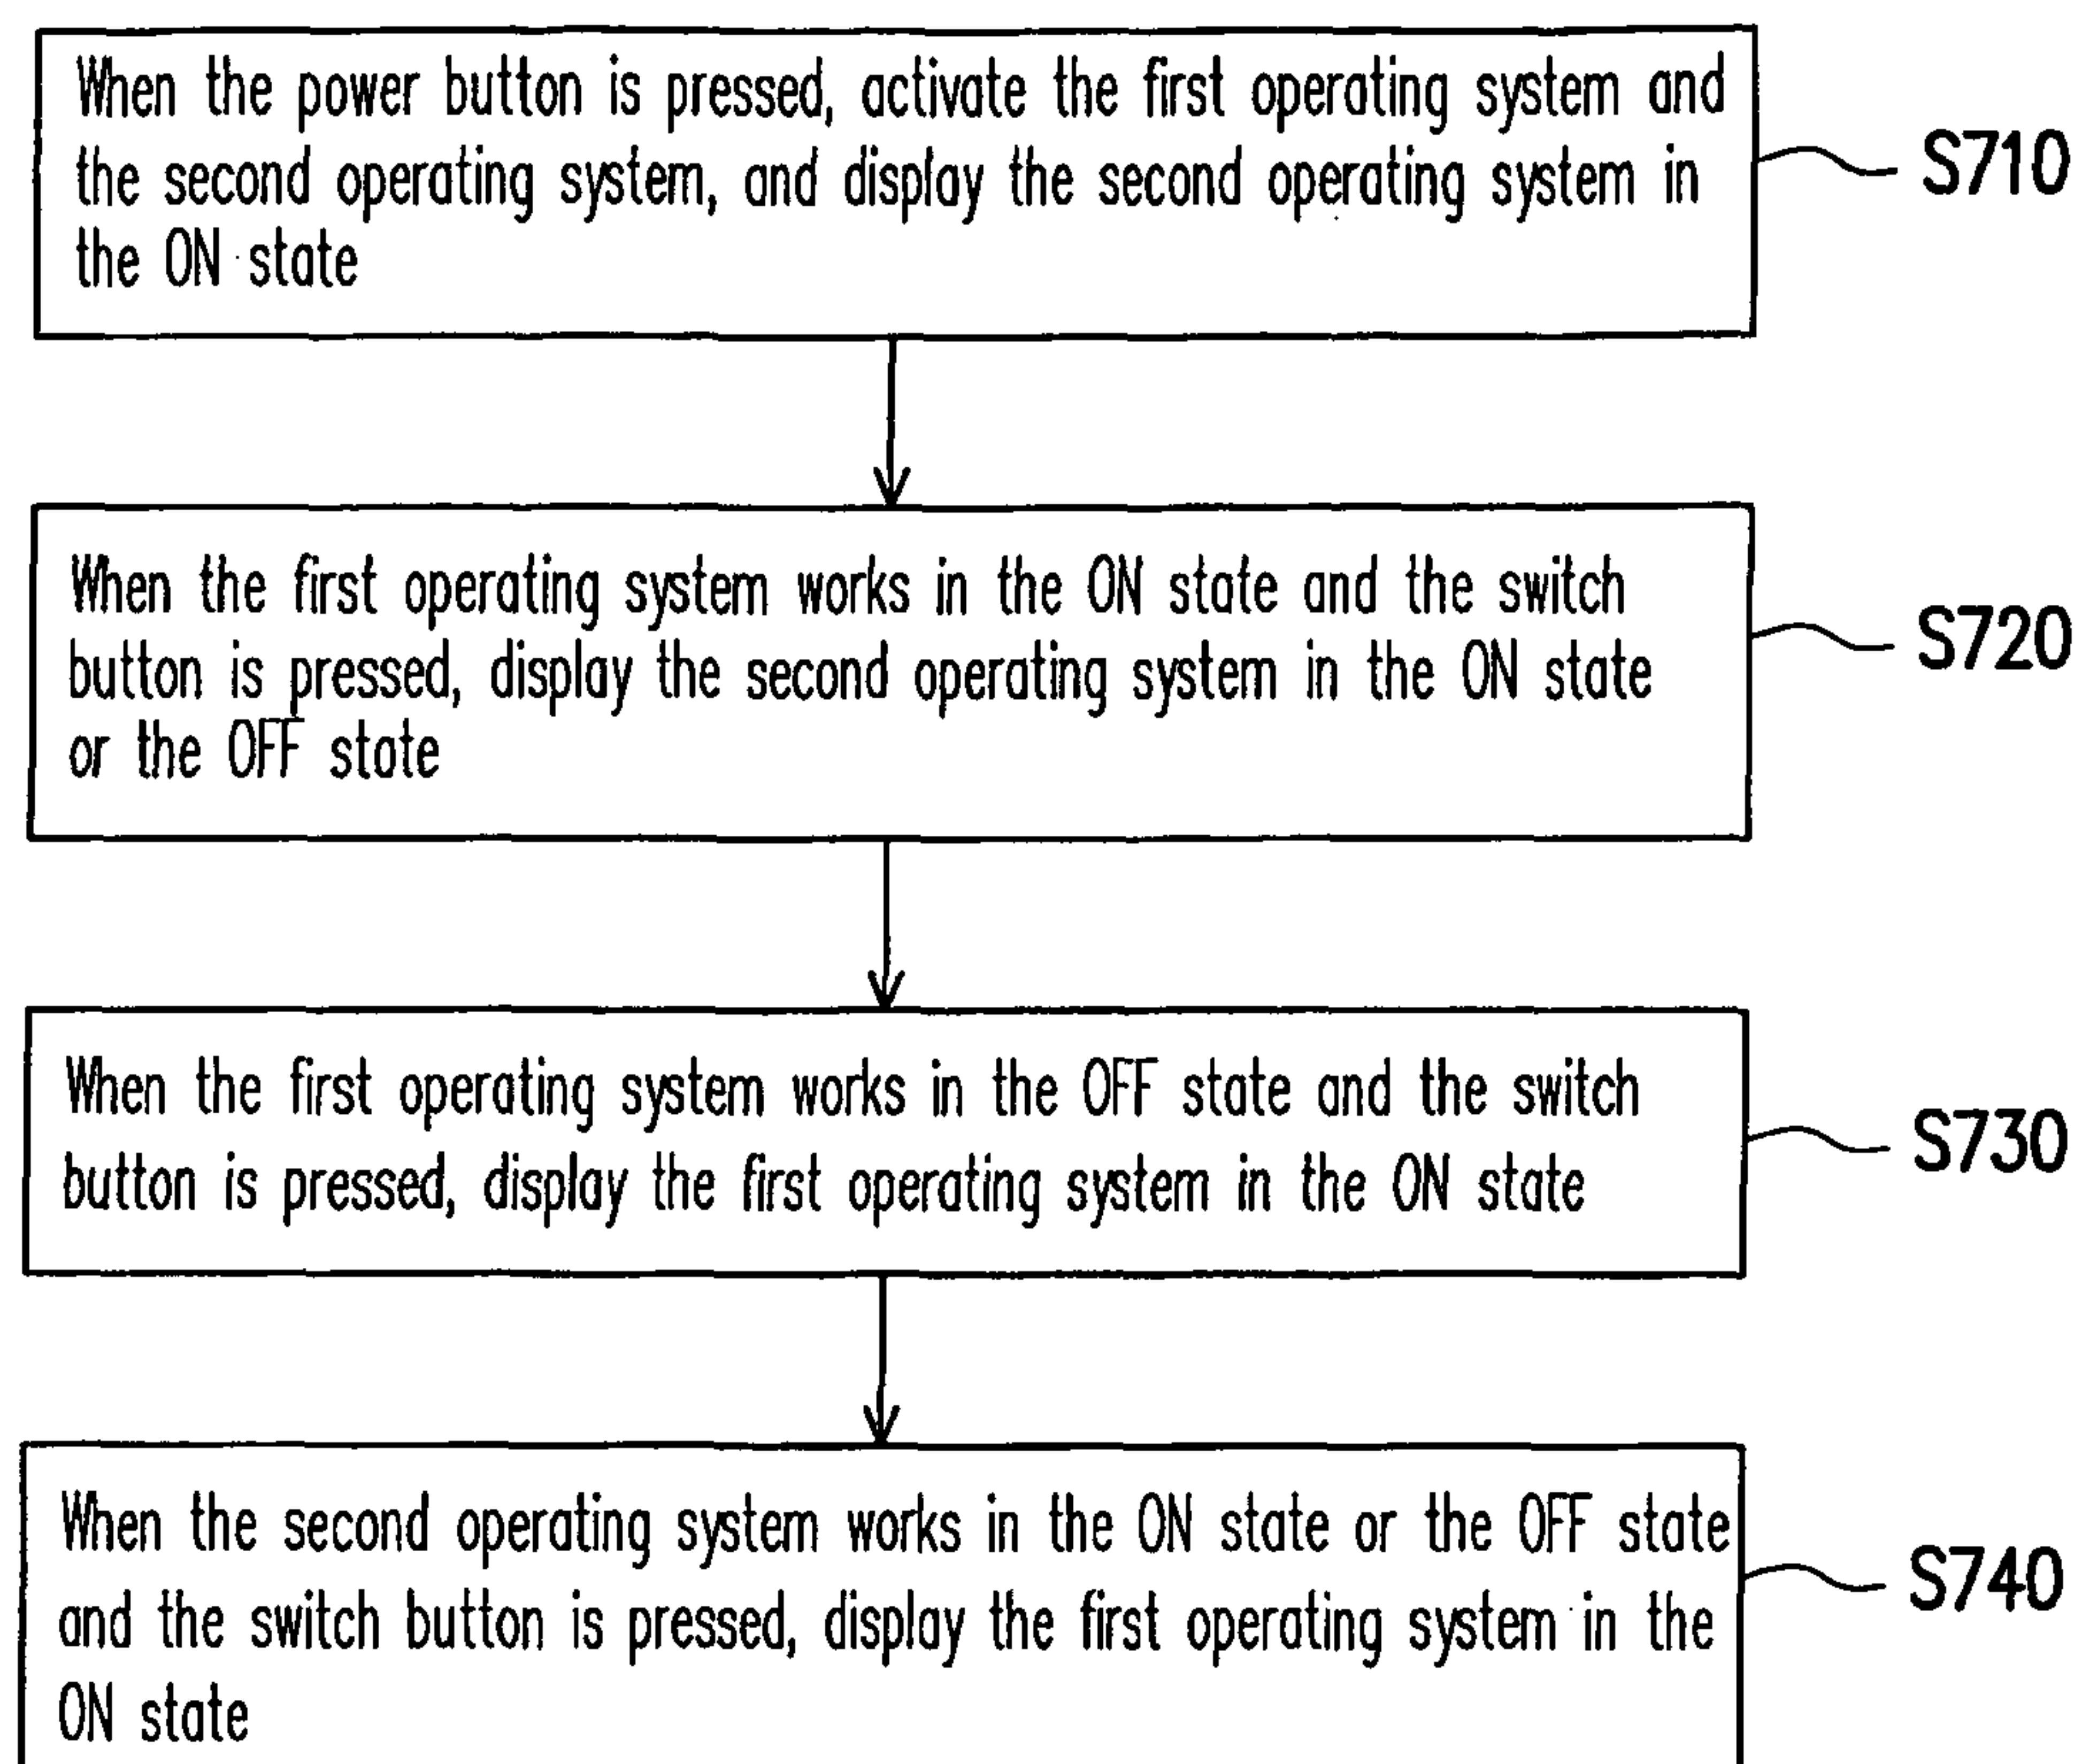 When the power button is pressed, activate the first operating system and
the second operating system, and display the second operating system in
the ON state
S710
When the first operating system works in the ON state and the switch
button is pressed, display the second operating system in the ON state
or the OFF state
S720
When the first operating system works in the OFF state and the switch
button is pressed, display the first operating system in the ON state
S730
When the second operating system works in the ON state or the OFF state
and the switch button is pressed, display the first operating system in the
ON state
S740